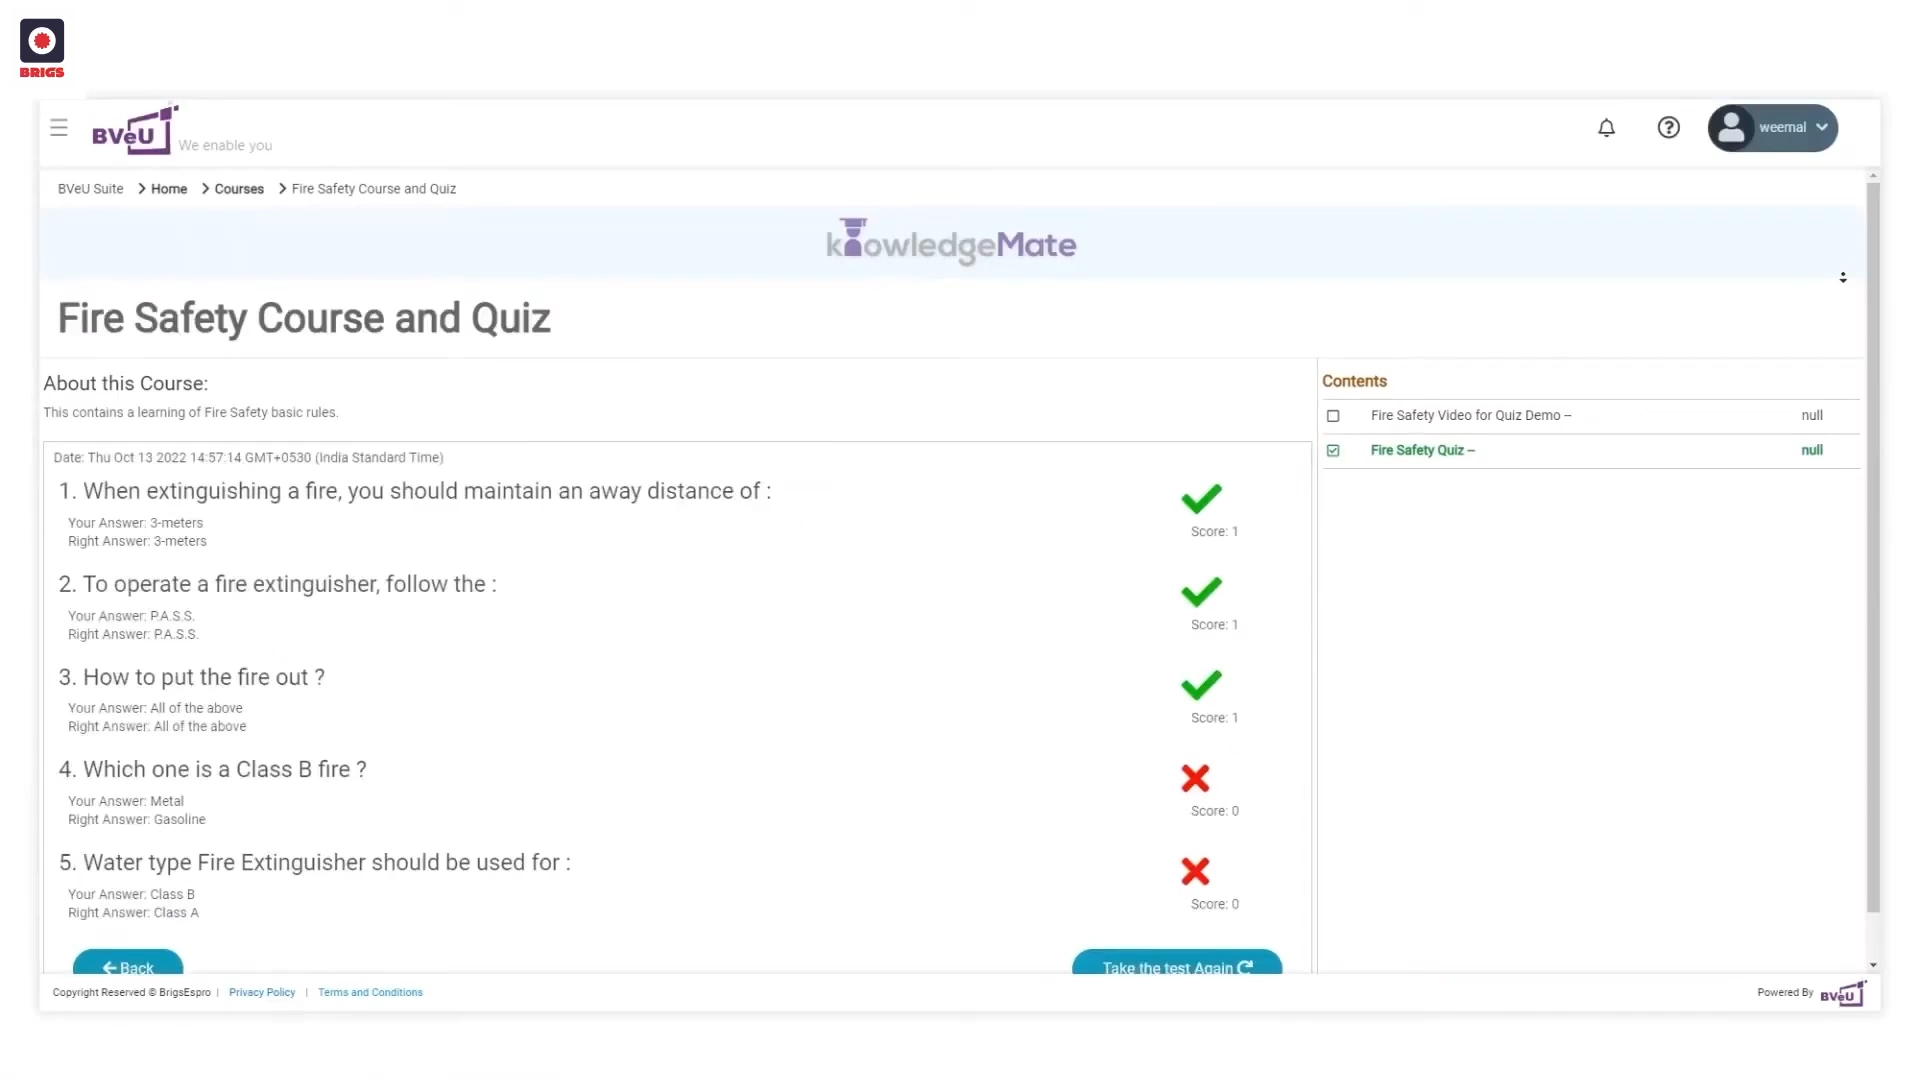 BRIGS
BVeU We enable you
weemal
BVeU Suite Home Courses Fire Safety Course and Quiz
knowledgeMate
Fire Safety Course and Quiz
About this Course:
This contains a learning of Fire Safety basic rules.
Date: Thu Oct 13 2022 14:57:14 GMT+0530 (India Standard Time)
1. When extinguishing a fire, you should maintain an away distance of :
Your Answer: 3-meters
Right Answer: 3-meters
Score: 1
2. To operate a fire extinguisher, follow the :
Your Answer: P.A.S.S.
Right Answer: P.A.S.S.
Score: 1
3. How to put the fire out ?
Your Answer: All of the above
Right Answer: All of the above
Score: 1
4. Which one is a Class B fire ?
Your Answer: Metal
Right Answer: Gasoline
Score: 0
5. Water type Fire Extinguisher should be used for :
Your Answer: Class B
Right Answer: Class A
Score: 0
Back
Take the test Again
Contents
Fire Safety Video for Quiz Demo -- null
Fire Safety Quiz -- null
Copyright Reserved © BrigsEspro | Privacy Policy | Terms and Conditions
Powered By BVeU